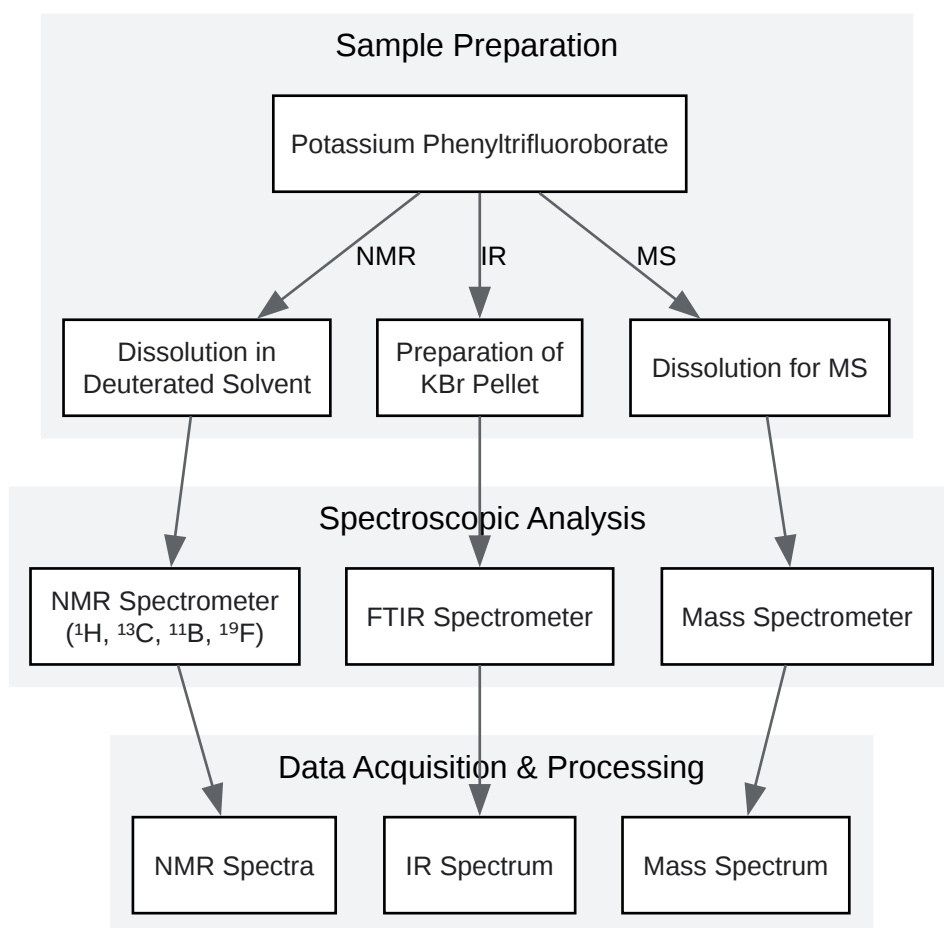 Sample Preparation
Potassium Phenyltrifluoroborate
NMR
IR
MS
Dissolution in
Deuterated Solvent
Preparation of
KBr Pellet
Dissolution for MS
Spectroscopic Analysis
NMR Spectrometer
(¹H, ¹³C, ¹¹B, ¹⁹F)
FTIR Spectrometer
Mass Spectrometer
Data Acquisition & Processing
NMR Spectra
IR Spectrum
Mass Spectrum